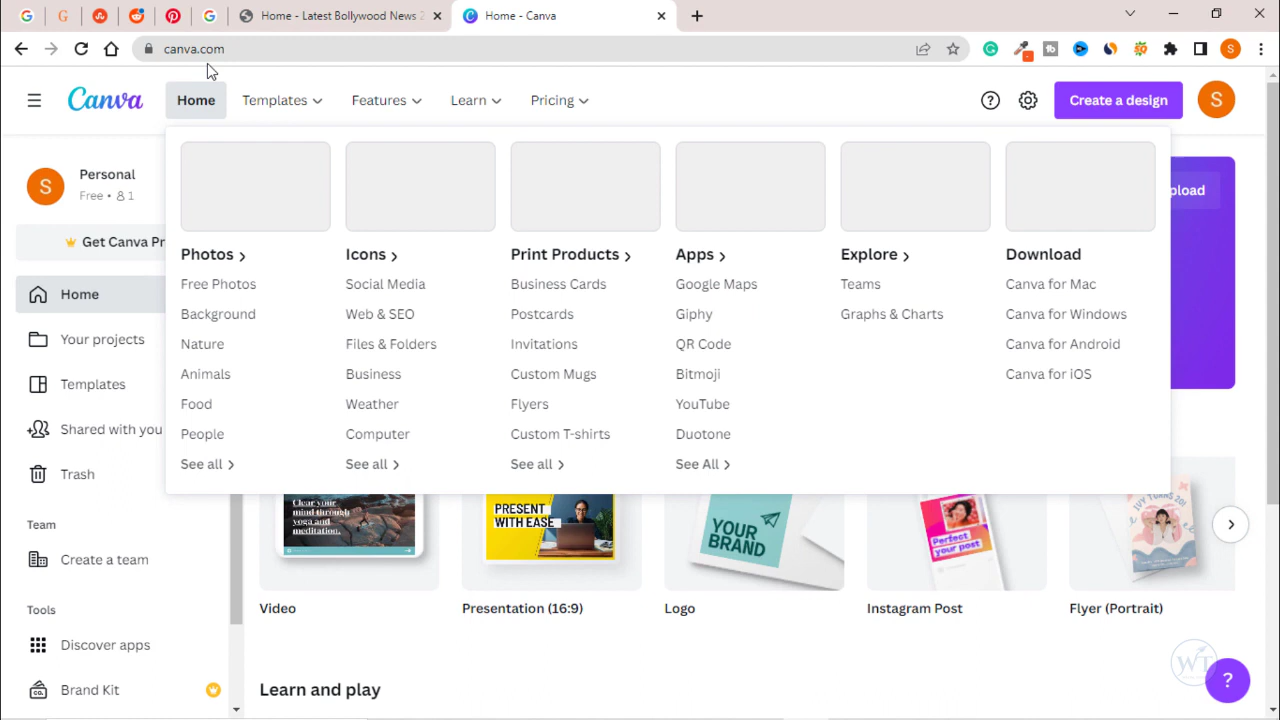 Home - Latest Bollywood News 2
Home - Canva
canva.com
Canva
Home
Templates
Features
Learn
Pricing
Create a design
S
S
S
Personal
Free • 1
Get Canva Pr
pload
Home
Your projects
Templates
Shared with you
Trash
Team
Create a team
Tools
Discover apps
Brand Kit
Photos
Free Photos
Background
Nature
Animals
Food
People
See all
Icons
Social Media
Web & SEO
Files & Folders
Business
Weather
Computer
See all
Print Products
Business Cards
Postcards
Invitations
Custom Mugs
Flyers
Custom T-shirts
See all
Apps
Google Maps
Giphy
QR Code
Bitmoji
YouTube
Duotone
See All
Explore
Teams
Graphs & Charts
Download
Canva for Mac
Canva for Windows
Canva for Android
Canva for iOS
Clear your
mind through
yoga and
meditation.
PRESENT
WITH EASE
YOUR
BRAND
Perfect
your post
IVY TURNS 20!
Video
Presentation (16:9)
Logo
Instagram Post
Flyer (Portrait)
Learn and play
WT
?